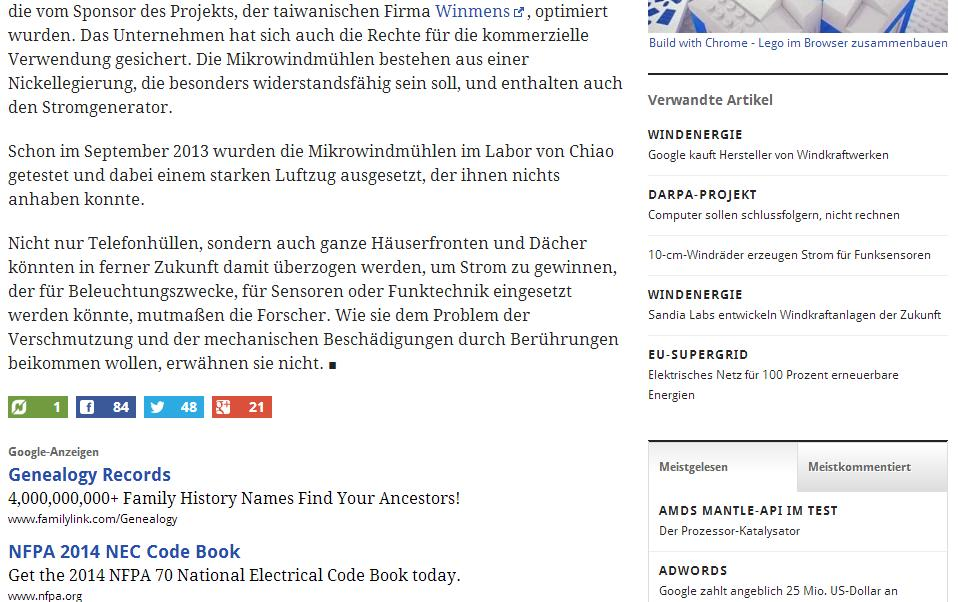 die vom Sponsor des Projekts, der taiwanischen Firma Winmens, optimiert
wurden. Das Unternehmen hat sich auch die Rechte für die kommerzielle
Verwendung gesichert. Die Mikrowindmühlen bestehen aus einer
Nickellegierung, die besonders widerstandsfähig sein soll, und enthalten auch
den Stromgenerator.
Schon im September 2013 wurden die Mikrowindmühlen im Labor von Chiao
getestet und dabei einem starken Luftzug ausgesetzt, der ihnen nichts
anhaben konnte.
Nicht nur Telefonhüllen, sondern auch ganze Häuserfronten und Dächer
könnten in ferner Zukunft damit überzogen werden, um Strom zu gewinnen,
der für Beleuchtungszwecke, für Sensoren oder Funktechnik eingesetzt
werden könnte, mutmaßen die Forscher. Wie sie dem Problem der
Verschmutzung und der mechanischen Beschädigungen durch Berührungen
beikommen wollen, erwähnen sie nicht. ■
1 84 48 21
Google-Anzeigen
Genealogy Records
4,000,000,000+ Family History Names Find Your Ancestors!
www.familylink.com/Genealogy
NFPA 2014 NEC Code Book
Get the 2014 NFPA 70 National Electrical Code Book today.
www.nfpa.org
Build with Chrome - Lego im Browser zusammenbauen
Verwandte Artikel
WINDENERGIE
Google kauft Hersteller von Windkraftwerken
DARPA-PROJEKT
Computer sollen schlussfolgern, nicht rechnen
10-cm-Windräder erzeugen Strom für Funksensoren
WINDENERGIE
Sandia Labs entwickeln Windkraftanlagen der Zukunft
EU-SUPERGRID
Elektrisches Netz für 100 Prozent erneuerbare
Energien
Meistgelesen Meistkommentiert
AMDS MANTLE-API IM TEST
Der Prozessor-Katalysator
ADWORDS
Google zahlt angeblich 25 Mio. US-Dollar an